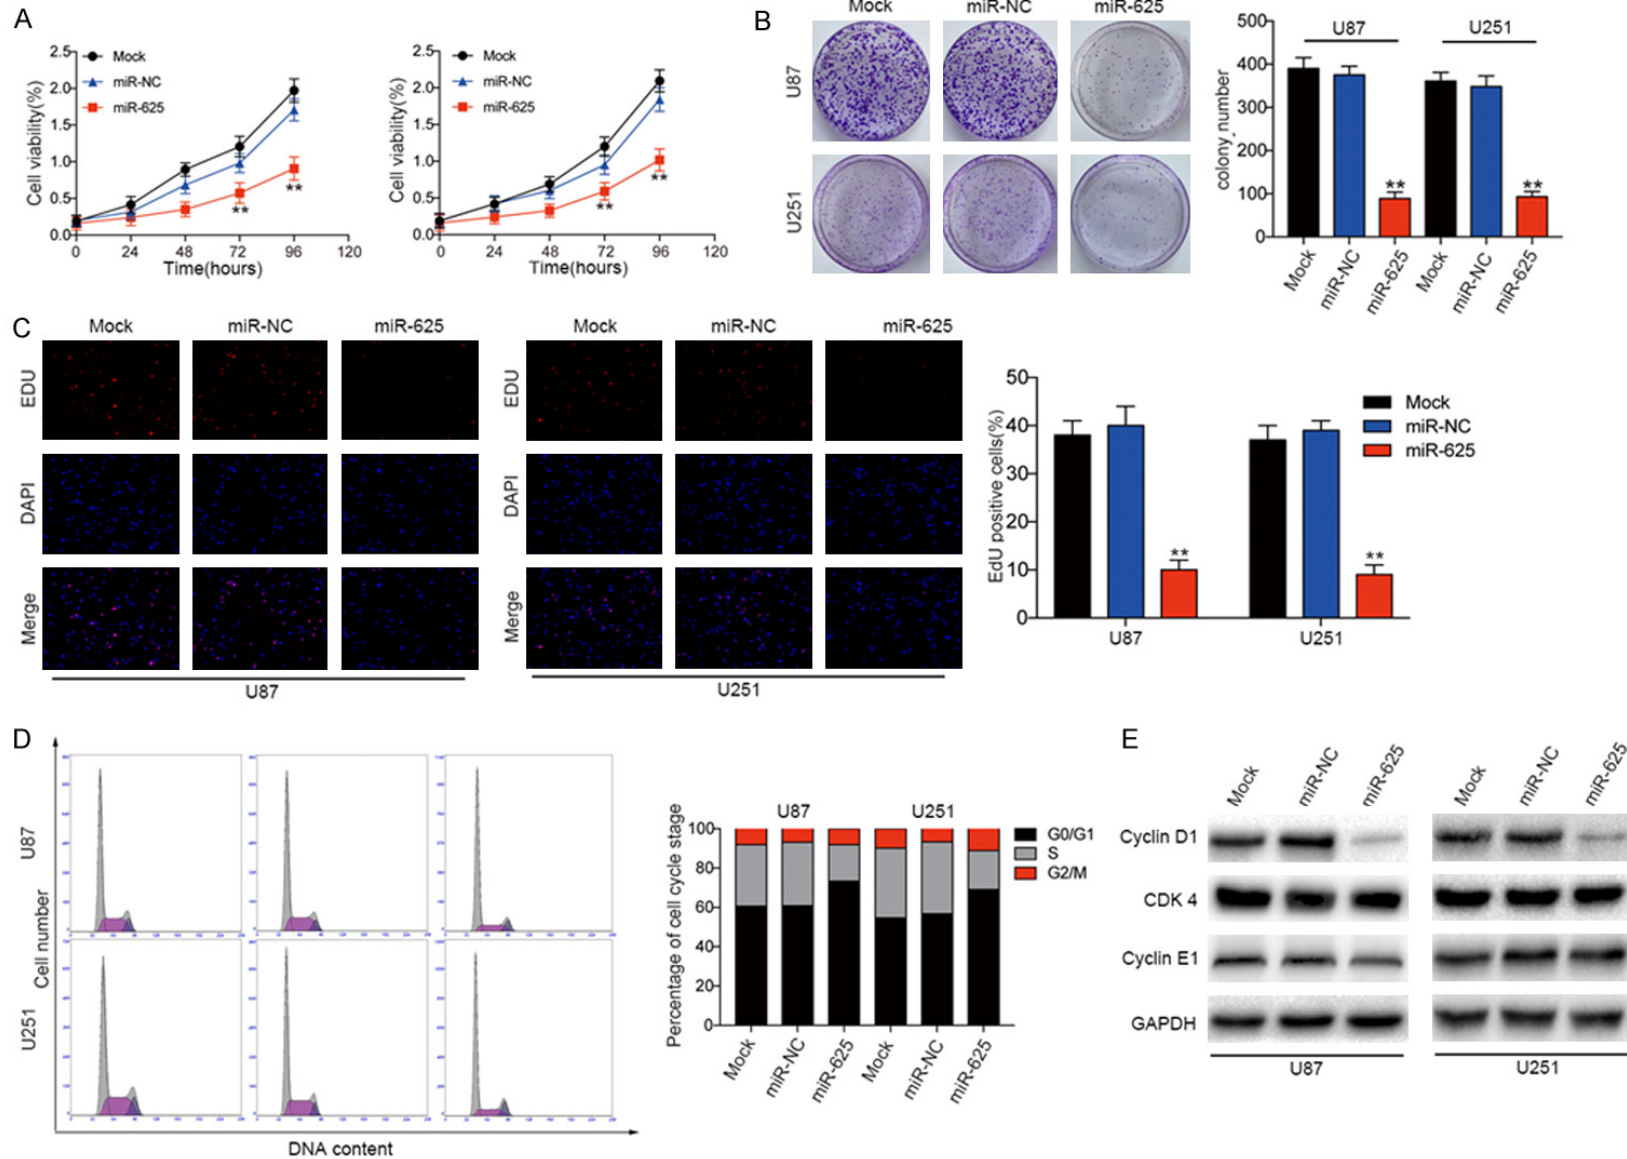 A
2.5
2.0
1.5
1.0
0.5
0.0
Cell viability(%)
Mock
miR-NC
miR-625
**
**
0 24 48 72 96 120
Time(hours)
2.5
2.0
1.5
1.0
0.5
0.0
Cell viability(%)
Mock
miR-NC
miR-625
**
**
0 24 48 72 96 120
Time(hours)
B
Mock miR-NC miR-625
U87
U251
500
400
300
200
100
0
colony number
U87 U251
** **
Mock miR-NC miR-625 Mock miR-NC miR-625
C
Mock miR-NC miR-625
EDU
DAPI
Merge
U87
Mock miR-NC miR-625
EDU
DAPI
Merge
U251
50
40
30
20
10
0
EdU positive cells(%)
Mock
miR-NC
miR-625
** **
U87 U251
D
U87
U251
Cell number
DNA content
Percentage of cell cycle stage
U87 U251
100
80
60
40
20
0
G0/G1
S
G2/M
Mock miR-NC miR-625 Mock miR-NC miR-625
E
Mock miR-NC miR-625 Mock miR-NC miR-625
Cyclin D1
CDK 4
Cyclin E1
GAPDH
U87 U251